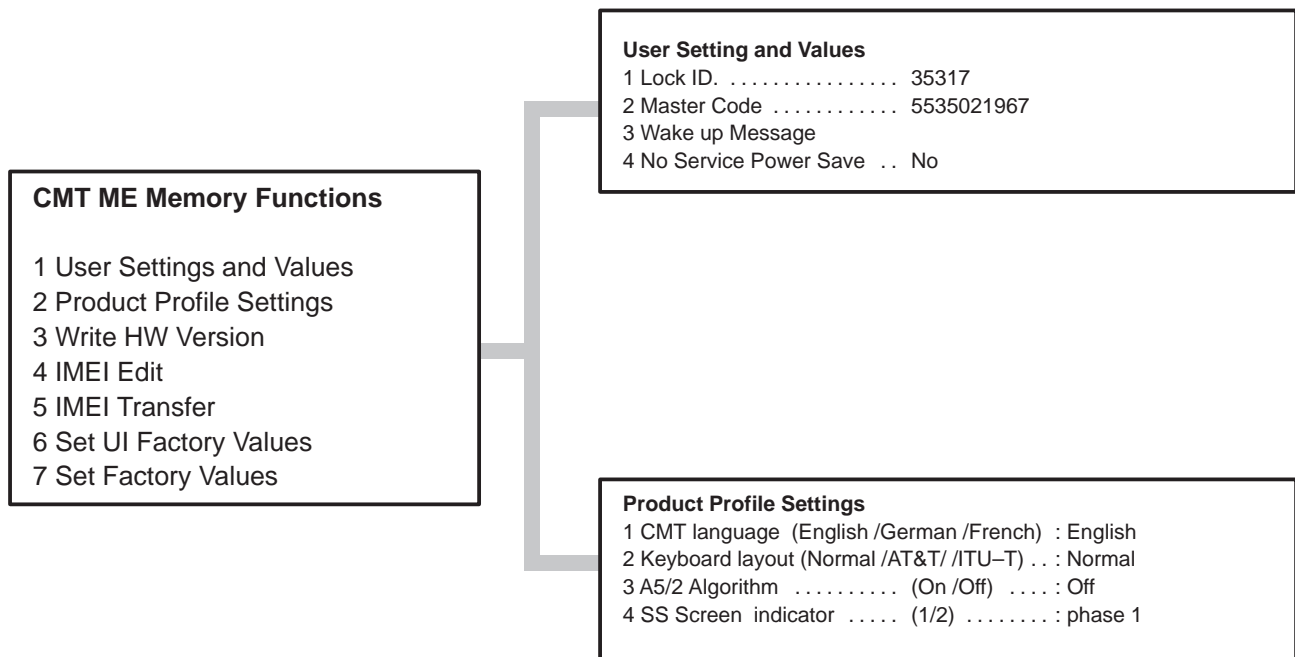 User Setting and Values
1 Lock ID. . . . . . . . . . . . . . . . . 35317
2 Master Code . . . . . . . . . . . . 5535021967
3 Wake up Message
4 No Service Power Save . . No
CMT ME Memory Functions
1 User Settings and Values
2 Product Profile Settings
3 Write HW Version
4 IMEI Edit
5 IMEI Transfer
6 Set UI Factory Values
7 Set Factory Values
Product Profile Settings
1 CMT language (English /German /French) : English
2 Keyboard layout (Normal /AT&T/ /ITU–T) . . : Normal
3 A5/2 Algorithm . . . . . . . . . . (On /Off) . . . . : Off
4 SS Screen indicator . . . . . (1/2) . . . . . . . . : phase 1